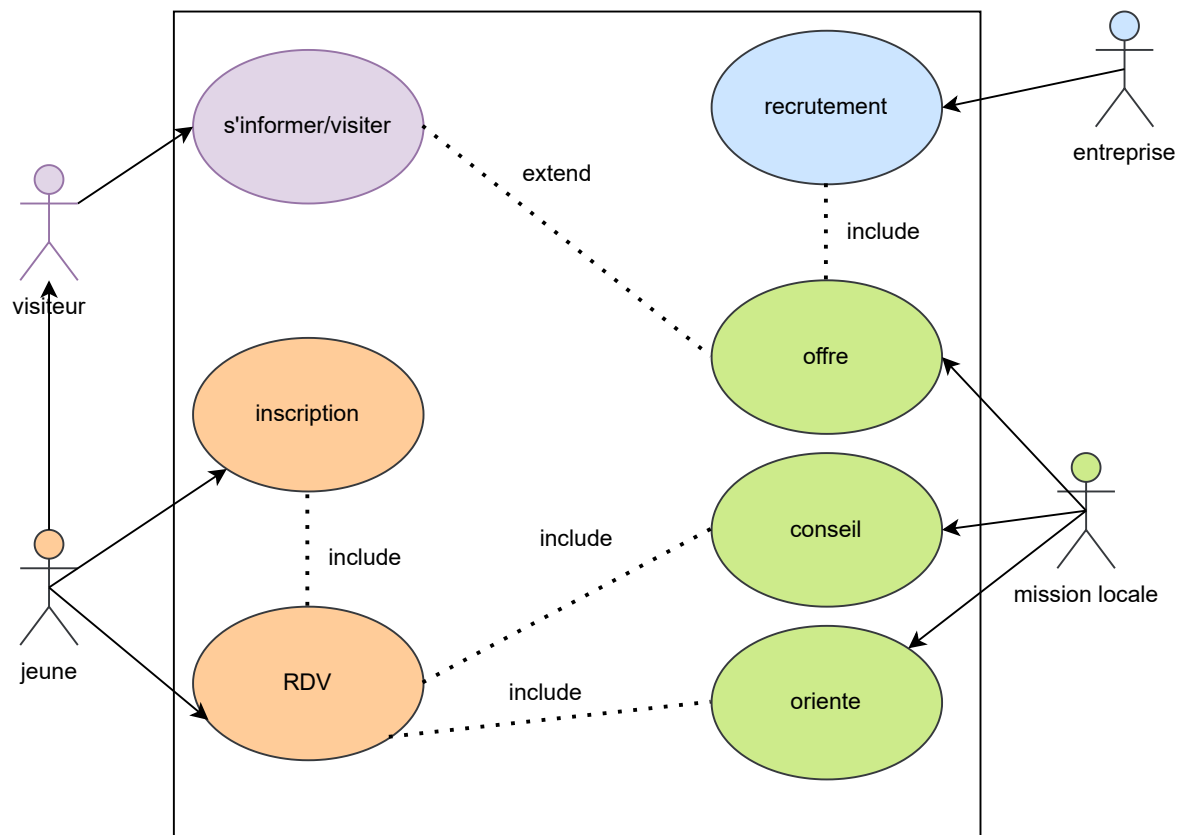 s'informer/visiter
recrutement
entreprise
extend
include
visiteur
offre
inscription
conseil
include
include
mission locale
jeune
RDV
include
oriente